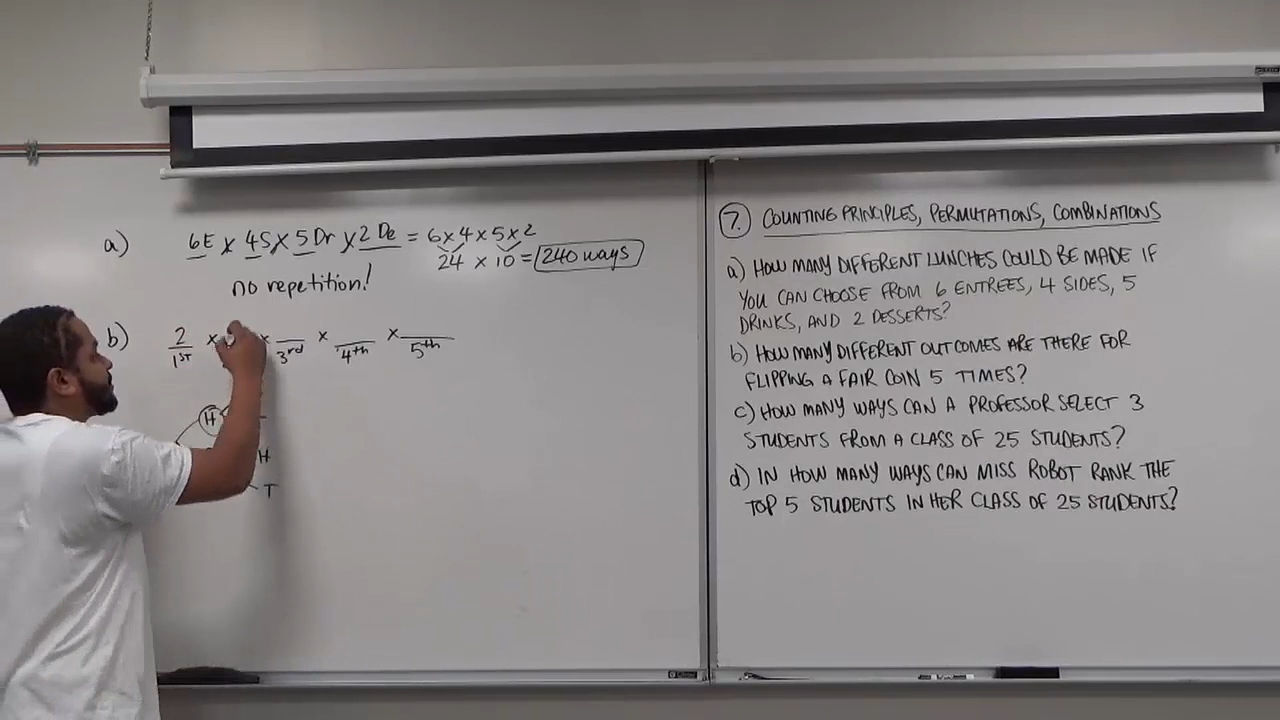 a) 6E x 4S x 5 Dr x 2 De = 6 x 4 x 5 x 2
24 x 10 = 240 ways
no repetition!
b) 2 x x x x
1ST 3rd 4th 5th
H
H
T
7. COUNTING PRINCIPLES, PERMUTATIONS, COMBINATIONS
a) HOW MANY DIFFERENT LUNCHES COULD BE MADE IF
YOU CAN CHOOSE FROM 6 ENTREES, 4 SIDES, 5
DRINKS, AND 2 DESSERTS?
b) HOW MANY DIFFERENT OUTCOMES ARE THERE FOR
FLIPPING A FAIR COIN 5 TIMES?
c) HOW MANY WAYS CAN A PROFESSOR SELECT 3
STUDENTS FROM A CLASS OF 25 STUDENTS?
d) IN HOW MANY WAYS CAN MISS ROBOT RANK THE
TOP 5 STUDENTS IN HER CLASS OF 25 STUDENTS?